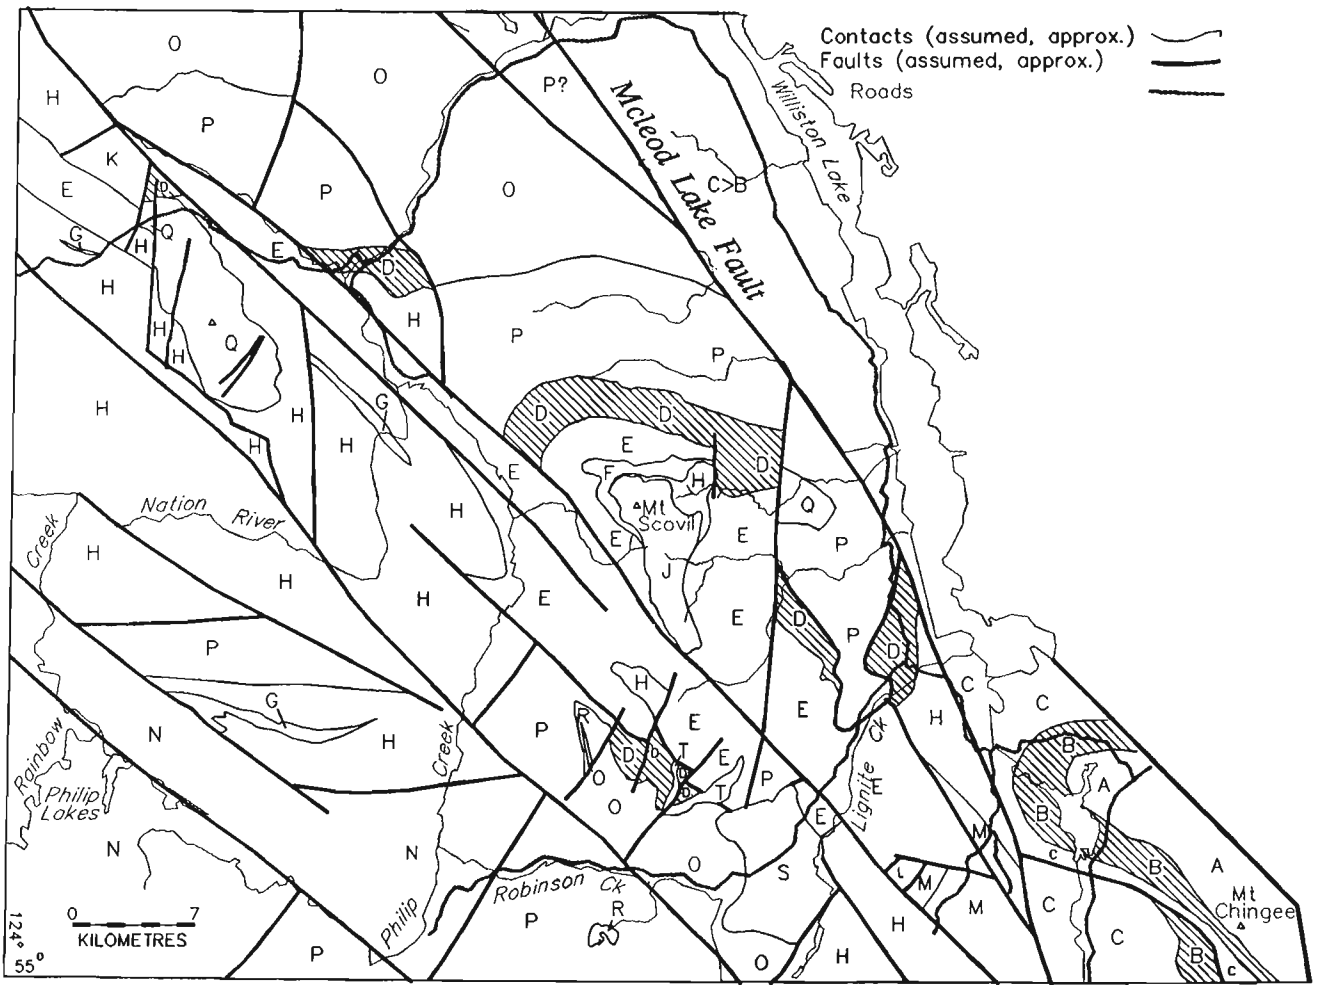 Contacts (assumed, approx.)
Faults (assumed, approx.)
Roads
O
O
P?
H
P
K
P
O
C>B
Mcleod Lake Fault
Williston Lake
E
D
G
H
Q
E
D
H
H
P
P
H
H
Q
H
H
H
G
H
D
D
D
E
E
F
H
Q
Mt
Scovil
H
E
E
P
J
Nation River
Creek
H
H
H
E
E
D
P
D
P
G
N
H
P
R
H
E
E
C
C
H
D
D
T
E
P
O
O
D
D
T
E
E
B
A
B
Rainbow
Philip
Lakes
Creek
Lignite Ck
N
N
O
S
M
L
M
M
C
C
B
A
Mt
Chingee
Robinson Ck
R
P
H
C
C
B
C
Philip
P
O
H
0 7
KILOMETRES
124°
55°